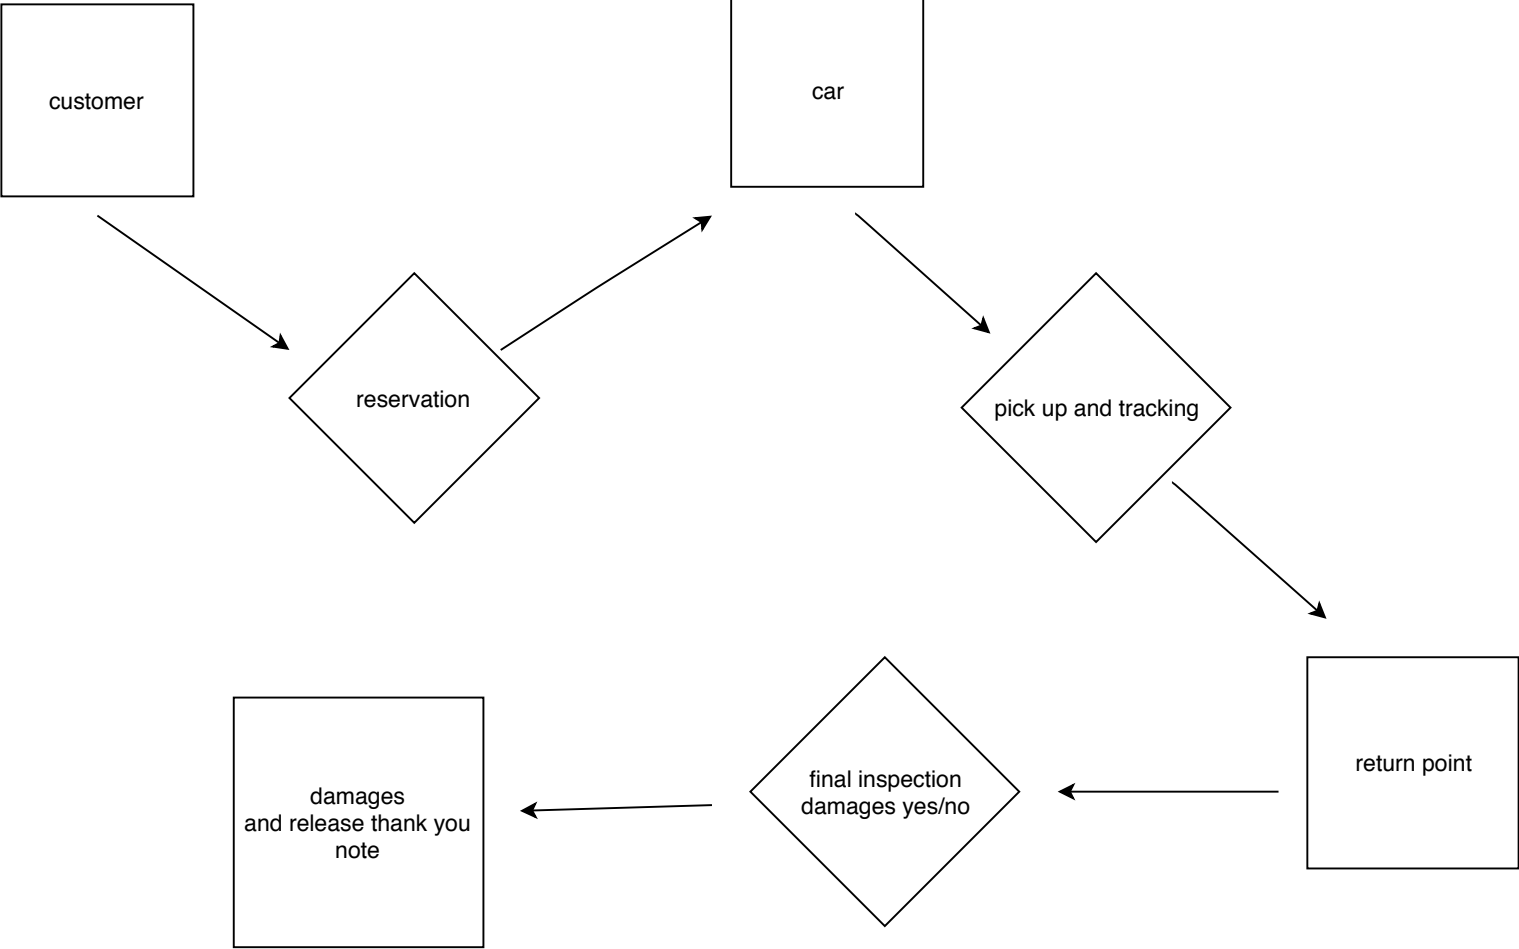 customer
car
reservation
pick up and tracking
return point
final inspection
damages yes/no
damages
and release thank you
note